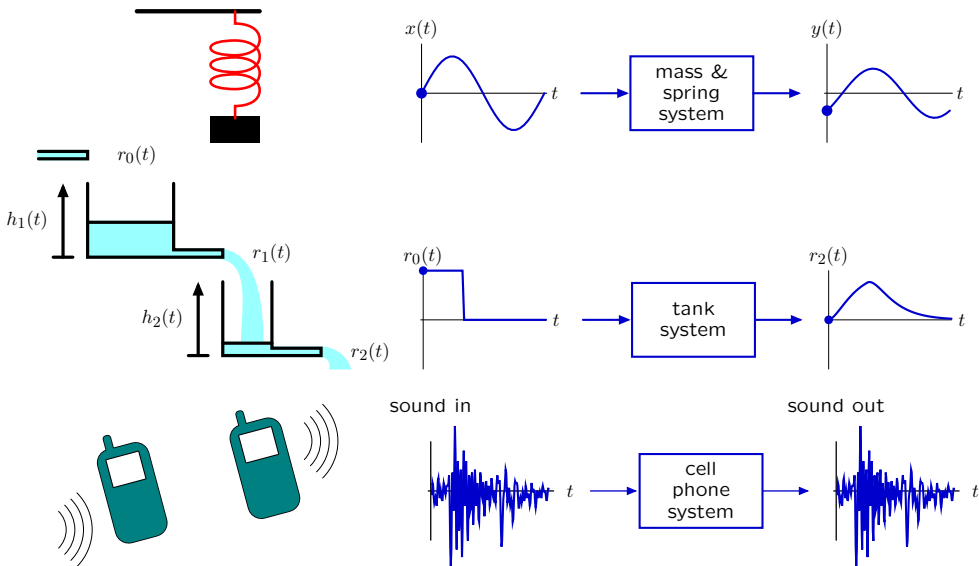 x(t)
t
mass &
spring
system
y(t)
t
r₀(t)
h₁(t)
r₁(t)
h₂(t)
r₂(t)
r₀(t)
t
tank
system
r₂(t)
t
sound in
t
cell
phone
system
sound out
t